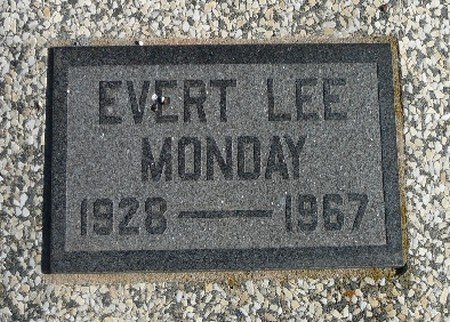 EVERT LEE
MONDAY
1928 — 1967